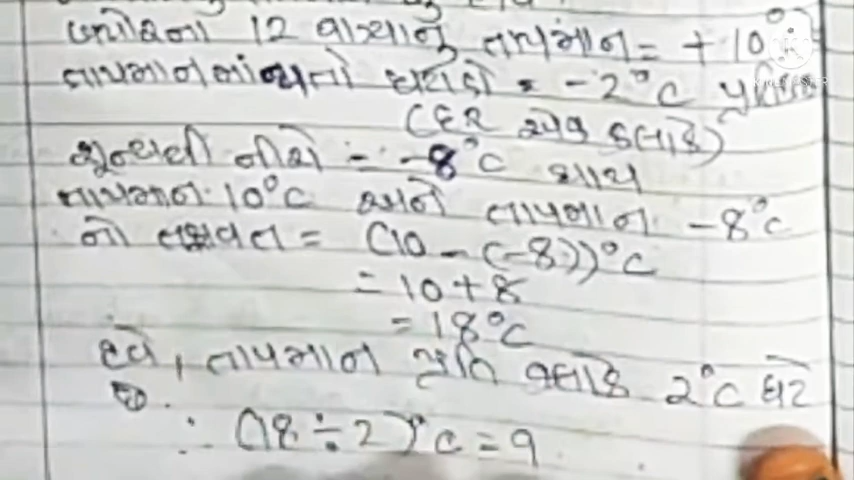 બપોરના 12 વાગ્યાનું તાપમાન = + 10°
તાપમાનમાં થતો ઘટાડો = -2°C પ્રતિ
(દર એક કલાકે)
શૂન્યથી નીચે = -8°C થાય
તાપમાન 10°C અને તાપમાન -8°C
નો તફાવત = (10 - (-8))°C
= 10 + 8
= 18°C
હવે, તાપમાન પ્રતિ કલાકે 2°C ઘટે
∴ (18 ÷ 2)°C = 9